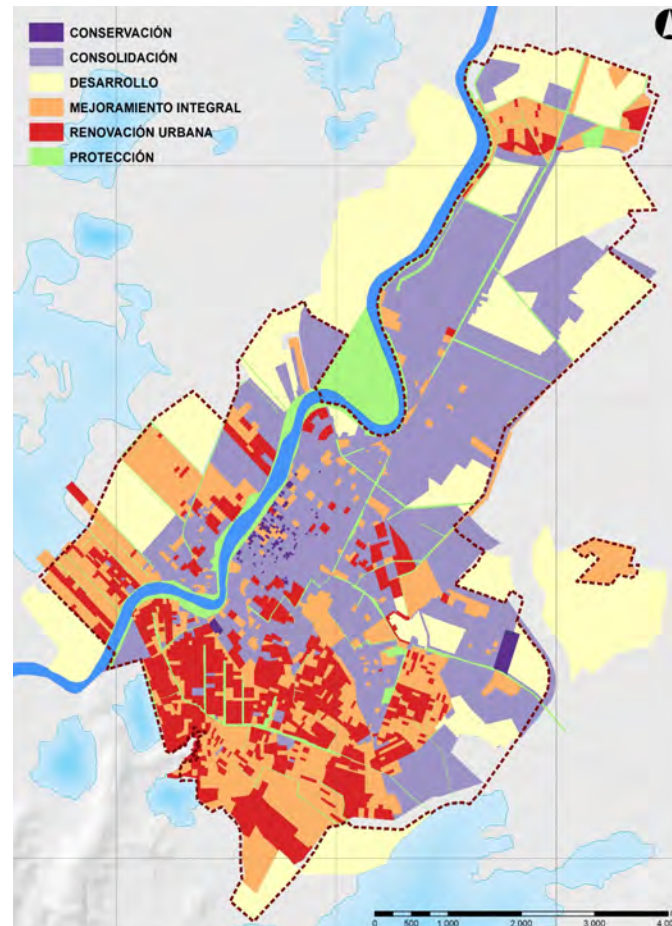 CONSERVACIÓN
CONSOLIDACIÓN
DESARROLLO
MEJORAMIENTO INTEGRAL
RENOVACIÓN URBANA
PROTECCIÓN
0 500 1.000 2.000 3.000